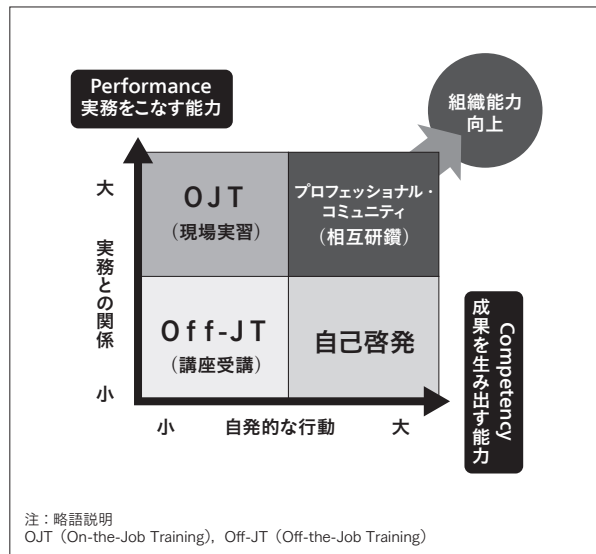 Performance
実務をこなす能力
組織能力
向上
大
実務との関係
小
OJT
（現場実習）
プロフェッショナル・
コミュニティ
（相互研鑽）
Off-JT
（講座受講）
自己啓発
Competency
成果を生み出す能力
小 自発的な行動 大
注：略語説明
OJT（On-the-Job Training），Off-JT（Off-the-Job Training）